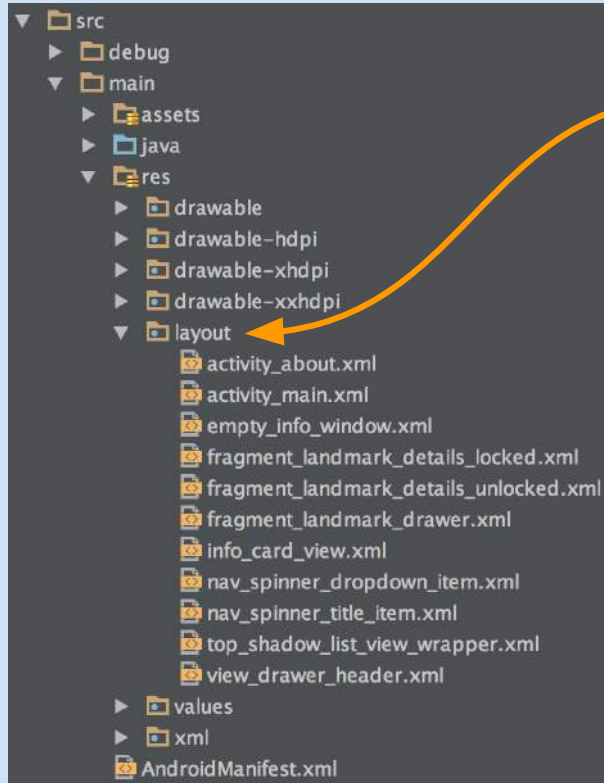 src
debug
main
assets
java
res
drawable
drawable-hdpi
drawable-xhdpi
drawable-xxhdpi
layout
activity_about.xml
activity_main.xml
empty_info_window.xml
fragment_landmark_details_locked.xml
fragment_landmark_details_unlocked.xml
fragment_landmark_drawer.xml
info_card_view.xml
nav_spinner_dropdown_item.xml
nav_spinner_title_item.xml
top_shadow_list_view_wrapper.xml
view_drawer_header.xml
values
xml
AndroidManifest.xml